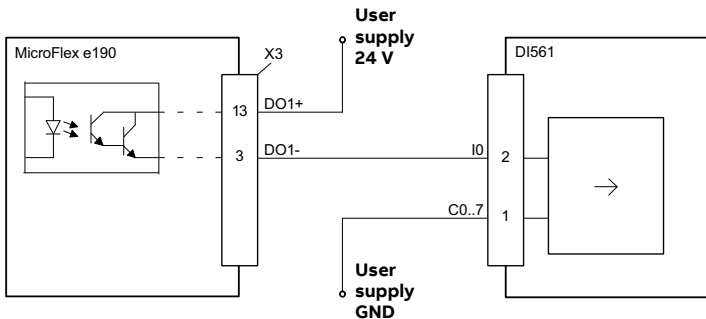 User
supply
24 V
MicroFlex e190
X3
DI561
13
DO1+
3
DO1-
I0
2
C0..7
1
User
supply
GND